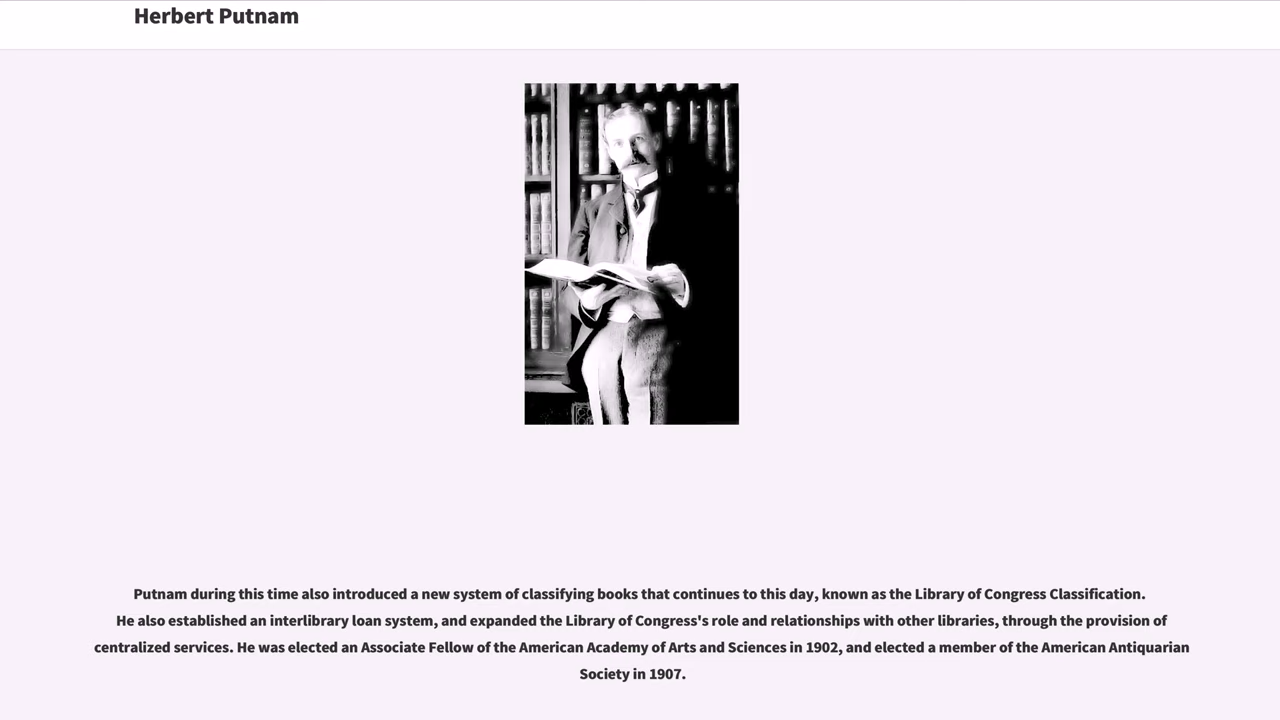 Herbert Putnam
Putnam during this time also introduced a new system of classifying books that continues to this day, known as the Library of Congress Classification.
He also established an interlibrary loan system, and expanded the Library of Congress's role and relationships with other libraries, through the provision of
centralized services. He was elected an Associate Fellow of the American Academy of Arts and Sciences in 1902, and elected a member of the American Antiquarian
Society in 1907.